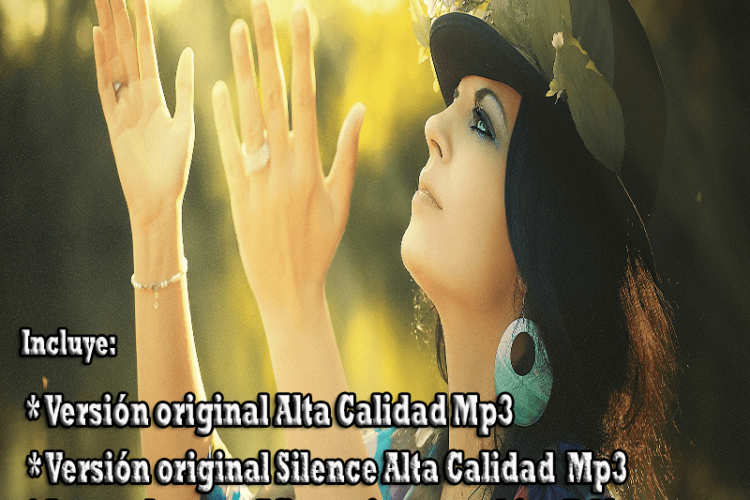 Incluye:
*Versión original Alta Calidad Mp3
*Versión original Silence Alta Calidad Mp3